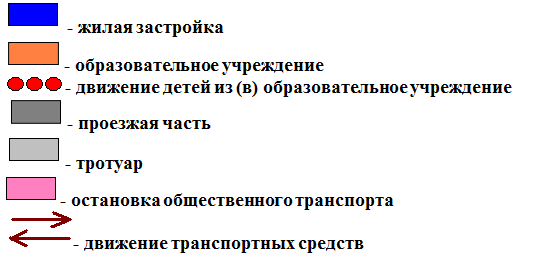 - жилая застройка
- образовательное учреждение
- движение детей из (в) образовательное учреждение
- проезжая часть
- тротуар
- остановка общественного транспорта
- движение транспортных средств